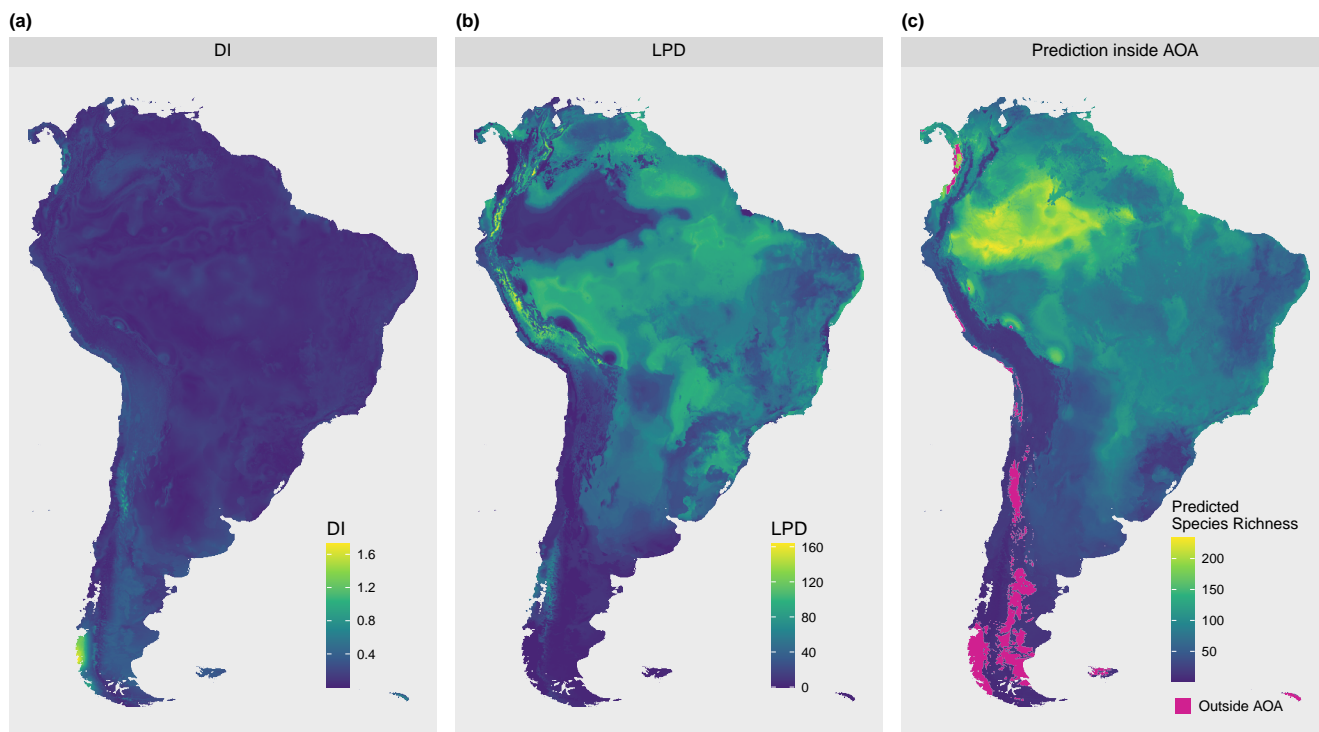 (a)
DI
(b)
LPD
(c)
Prediction inside AOA
DI
1.6
1.2
0.8
0.4
LPD
160
120
80
40
0
Predicted
Species Richness
200
150
100
50
Outside AOA